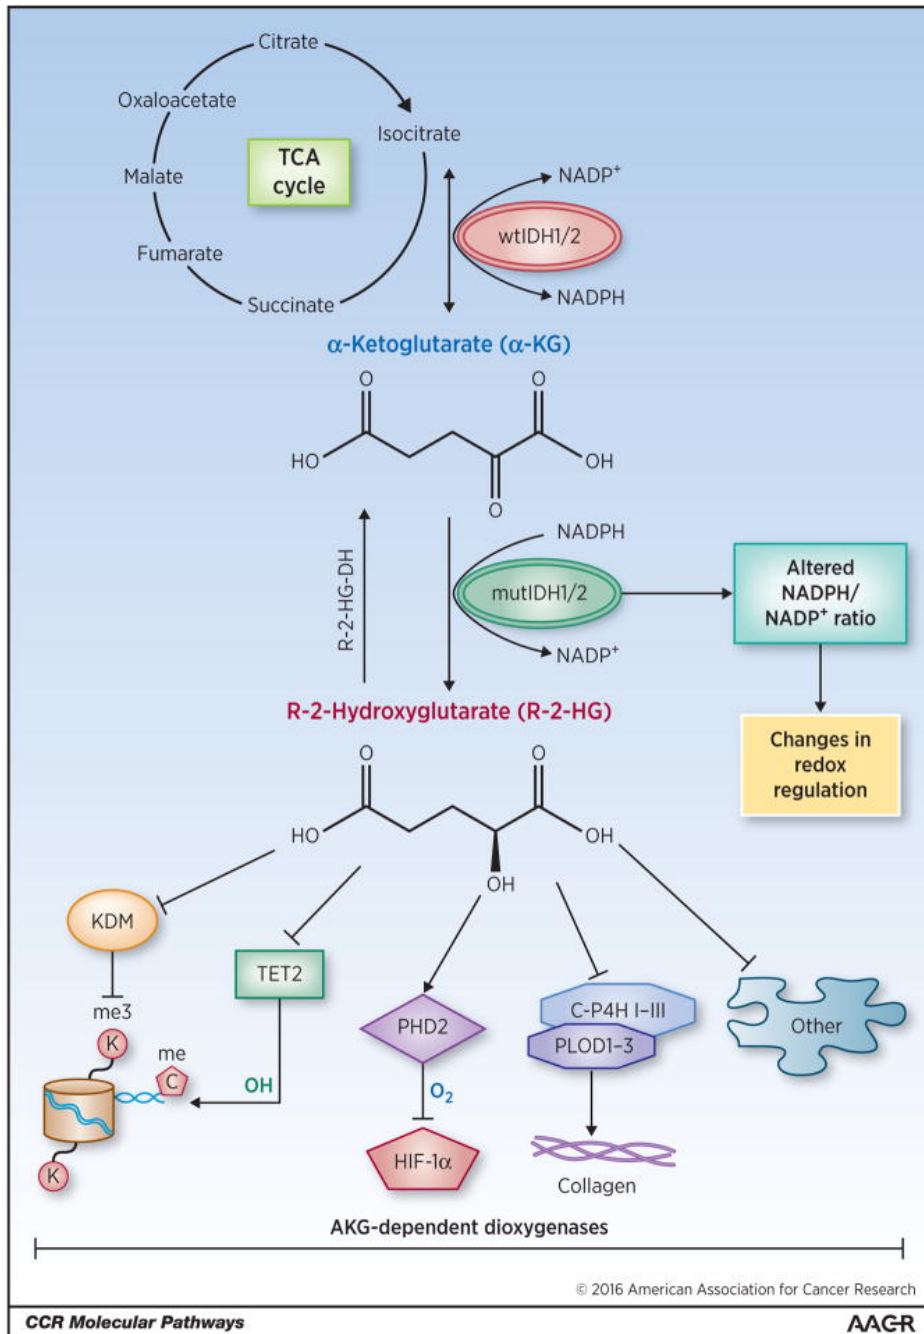 Citrate
Oxaloacetate
Isocitrate
TCA
cycle
Malate
NADP⁺
wtIDH1/2
Fumarate
NADPH
Succinate
α-Ketoglutarate (α-KG)
O
O
HO
OH
O
R-2-HG-DH
NADPH
mutIDH1/2
NADP⁺
Altered
NADPH/
NADP⁺ ratio
R-2-Hydroxyglutarate (R-2-HG)
Changes in
redox
regulation
O
O
HO
OH
OH
KDM
me3
K
me
C
K
TET2
OH
PHD2
O₂
HIF-1α
C-P4H I–III
PLOD1–3
Collagen
Other
AKG-dependent dioxygenases
© 2016 American Association for Cancer Research
CCR Molecular Pathways
AACR